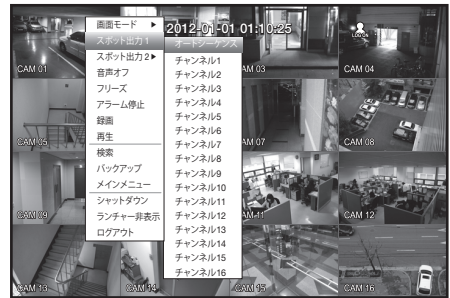 画面モード ▶
2012-01-01 01:10:25
スポット出力 1
スポット出力 2▶
音声オフ
フリーズ
アラーム停止
録画
再生
検索
バックアップ
メインメニュー
シャットダウン
ランチャー非表示
ログアウト
オートシーケンス
チャンネル1
チャンネル2
チャンネル3
チャンネル4
チャンネル5
チャンネル6
チャンネル7
チャンネル8
チャンネル9
チャンネル10
チャンネル11
チャンネル12
チャンネル13
チャンネル14
チャンネル15
チャンネル16
LOG ON
CAM 01
AM 03
CAM 04
CAM 05
AM 07
CAM 08
CAM 09
AM 11
CAM 12
CAM 13
CAM 14
CAM 15
CAM 16